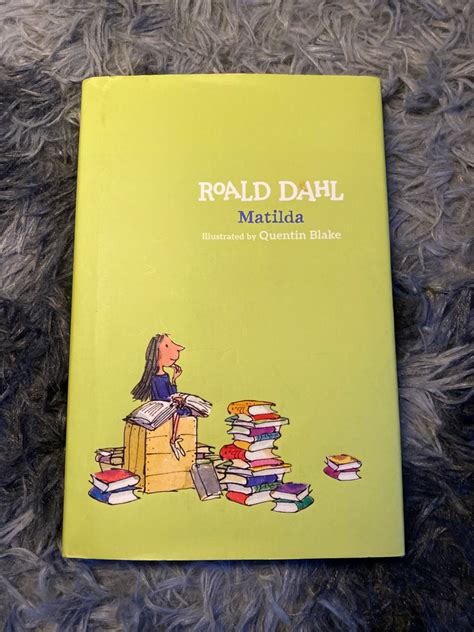 ROALD DAHL
Matilda
Illustrated by Quentin Blake